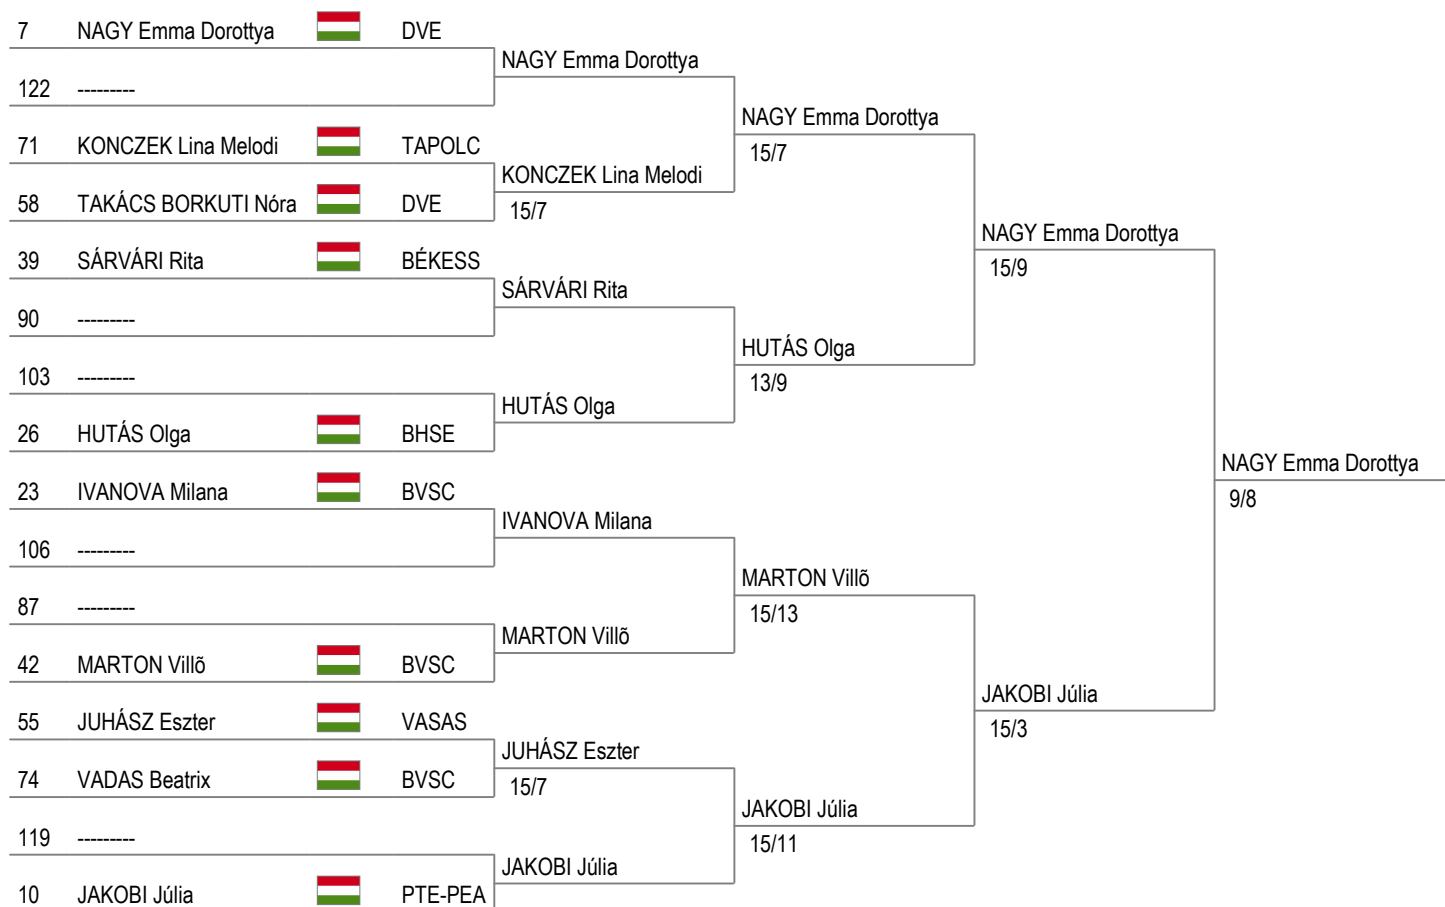 7 NAGY Emma Dorottya DVE
NAGY Emma Dorottya
122 ---------
NAGY Emma Dorottya
15/7
71 KONCZEK Lina Melodi TAPOLC
KONCZEK Lina Melodi
15/7
58 TAKÁCS BORKUTI Nóra DVE
NAGY Emma Dorottya
15/9
39 SÁRVÁRI Rita BÉKESS
SÁRVÁRI Rita
90 ---------
HUTÁS Olga
13/9
103 ---------
HUTÁS Olga
26 HUTÁS Olga BHSE
NAGY Emma Dorottya
9/8
23 IVANOVA Milana BVSC
IVANOVA Milana
106 ---------
MARTON Villõ
15/13
87 ---------
MARTON Villõ
42 MARTON Villõ BVSC
JAKOBI Júlia
15/3
55 JUHÁSZ Eszter VASAS
JUHÁSZ Eszter
15/7
74 VADAS Beatrix BVSC
JAKOBI Júlia
15/11
119 ---------
JAKOBI Júlia
10 JAKOBI Júlia PTE-PEA